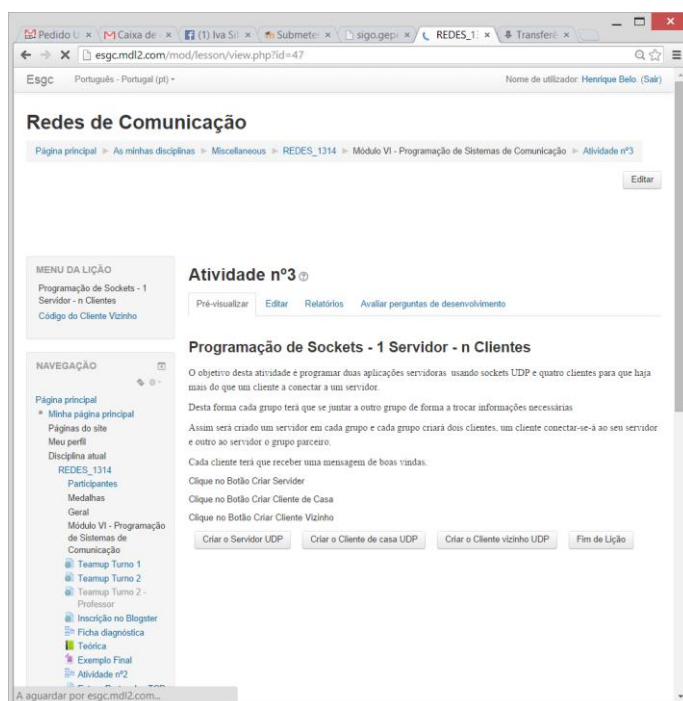 Pedido U
Caixa de
(1) Iva Sil
Submeter
sigo.gepe
REDES_13
Transferê
esgc.mdl2.com/mod/lesson/view.php?id=47
Esgc
Português - Portugal (pt)
Nome de utilizador: Henrique Belo. (Sair)
Redes de Comunicação
Página principal ► As minhas disciplinas ► Miscellaneous ► REDES_1314 ► Módulo VI - Programação de Sistemas de Comunicação ► Atividade nº3
Editar
MENU DA LIÇÃO
Programação de Sockets - 1
Servidor - n Clientes
Código do Cliente Vizinho
NAVEGAÇÃO
Página principal
Minha página principal
Páginas do site
Meu perfil
Disciplina atual
REDES_1314
Participantes
Medalhas
Geral
Módulo VI - Programação
de Sistemas de
Comunicação
Teamup Turno 1
Teamup Turno 2
Teamup Turno 2 -
Professor
Inscrição no Blogster
Ficha diagnóstica
Teórica
Exemplo Final
Atividade nº2
Atividade nº3
Pré-visualizar
Editar
Relatórios
Avaliar perguntas de desenvolvimento
Programação de Sockets - 1 Servidor - n Clientes
O objetivo desta atividade é programar duas aplicações servidoras usando sockets UDP e quatro clientes para que haja
mais do que um cliente a conectar a um servidor.
Desta forma cada grupo terá que se juntar a outro grupo de forma a trocar informações necessárias
Assim será criado um servidor em cada grupo e cada grupo criará dois clientes, um cliente conectar-se-á ao seu servidor
e outro ao servidor o grupo parceiro.
Cada cliente terá que receber uma mensagem de boas vindas.
Clique no Botão Criar Servider
Clique no Botão Criar Cliente de Casa
Clique no Botão Criar Cliente Vizinho
Criar o Servidor UDP
Criar o Cliente de casa UDP
Criar o Cliente vizinho UDP
Fim de Lição
A aguardar por esgc.mdl2.com...